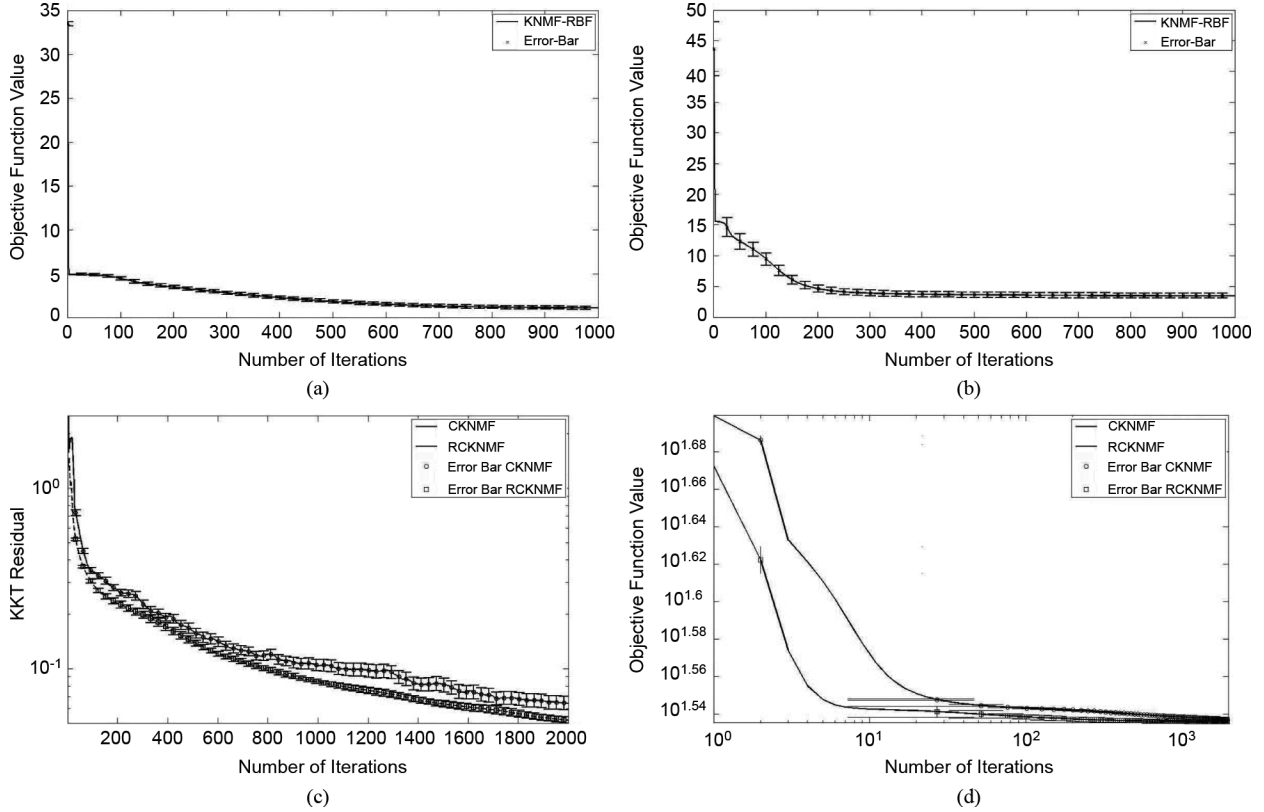 35
30
25
20
15
10
5
0
Objective Function Value
KNMF-RBF
Error-Bar
0 100 200 300 400 500 600 700 800 900 1000
Number of Iterations
(a)
50
45
40
35
30
25
20
15
10
5
0
Objective Function Value
KNMF-RBF
Error-Bar
0 100 200 300 400 500 600 700 800 900 1000
Number of Iterations
(b)
10^0
10^-1
KKT Residual
CKNMF
RCKNMF
Error Bar CKNMF
Error Bar RCKNMF
200 400 600 800 1000 1200 1400 1600 1800 2000
Number of Iterations
(c)
10^1.68
10^1.66
10^1.64
10^1.62
10^1.6
10^1.58
10^1.56
10^1.54
Objective Function Value
CKNMF
RCKNMF
Error Bar CKNMF
Error Bar RCKNMF
10^0 10^1 10^2 10^3
Number of Iterations
(d)